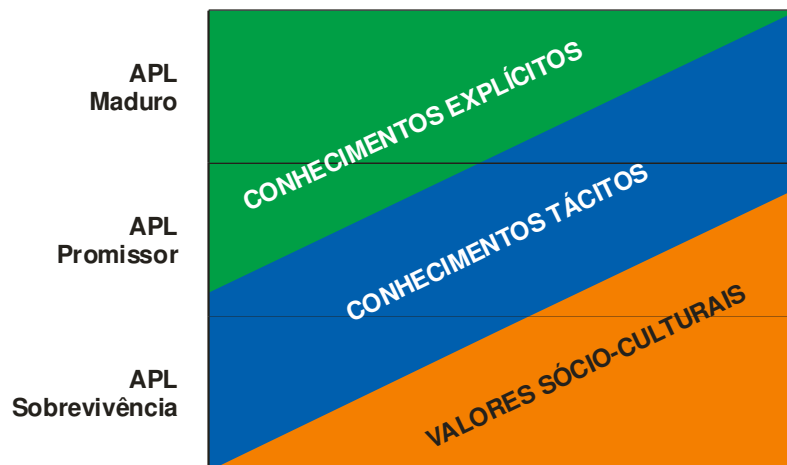 APL
Maduro
CONHECIMENTOS EXPLÍCITOS
APL
Promissor
CONHECIMENTOS TÁCITOS
APL
Sobrevivência
VALORES SÓCIO-CULTURAIS